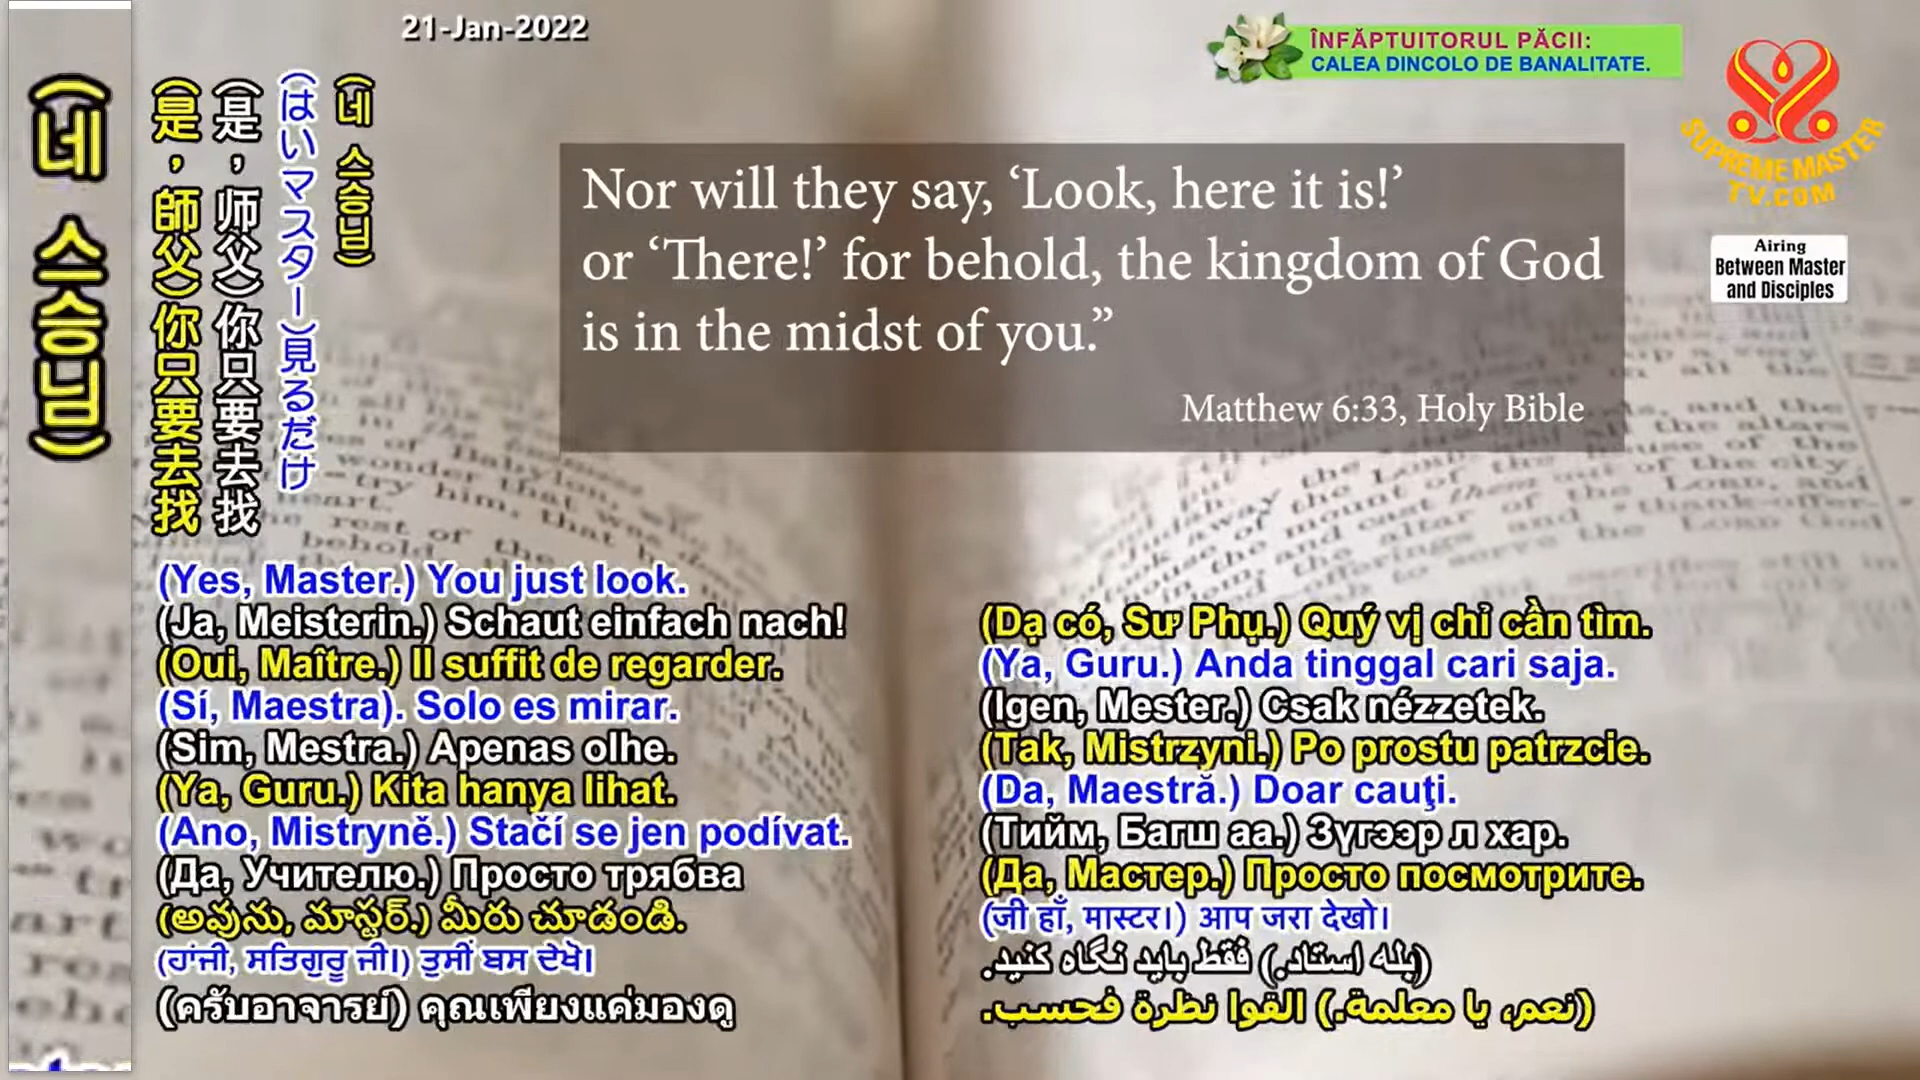 21-Jan-2022
ÎNFĂPTUITORUL PĂCII:
CALEA DINCOLO DE BANALITATE.
SUPREME MASTER
TV.COM
Airing
Between Master
and Disciples
Nor will they say, ‘Look, here it is!’
or ‘There!’ for behold, the kingdom of God
is in the midst of you.”
Matthew 6:33, Holy Bible
(네 스승님)
(是，師父)你只要去找
(是，师父)你只要去找
(はいマスター)見るだけ
(네 스승님)
(Yes, Master.) You just look.
(Ja, Meisterin.) Schaut einfach nach!
(Oui, Maître.) Il suffit de regarder.
(Sí, Maestra). Solo es mirar.
(Sim, Mestra.) Apenas olhe.
(Ya, Guru.) Kita hanya lihat.
(Ano, Mistryně.) Stačí se jen podívat.
(Да, Учителю.) Просто трябва
(అవును, మాస్టర్.) మీరు చూడండి.
(ਹਾਂਜੀ, ਸਤਿਗੁਰੂ ਜੀ।) ਤੁਸੀਂ ਬਸ ਦੇਖੋ।
(ครับอาจารย์) คุณเพียงแค่มองดู
(Dạ có, Sư Phụ.) Quý vị chỉ cần tìm.
(Ya, Guru.) Anda tinggal cari saja.
(Igen, Mester.) Csak nézzetek.
(Tak, Mistrzyni.) Po prostu patrzcie.
(Da, Maestră.) Doar cauţi.
(Тийм, Багш аа.) Зүгээр л хар.
(Да, Мастер.) Просто посмотрите.
(जी हाँ, मास्टर।) आप जरा देखो।
(بله استاد.) فقط باید نگاه کنید.
(نعم، يا معلمة.) القوا نظرة فحسب.